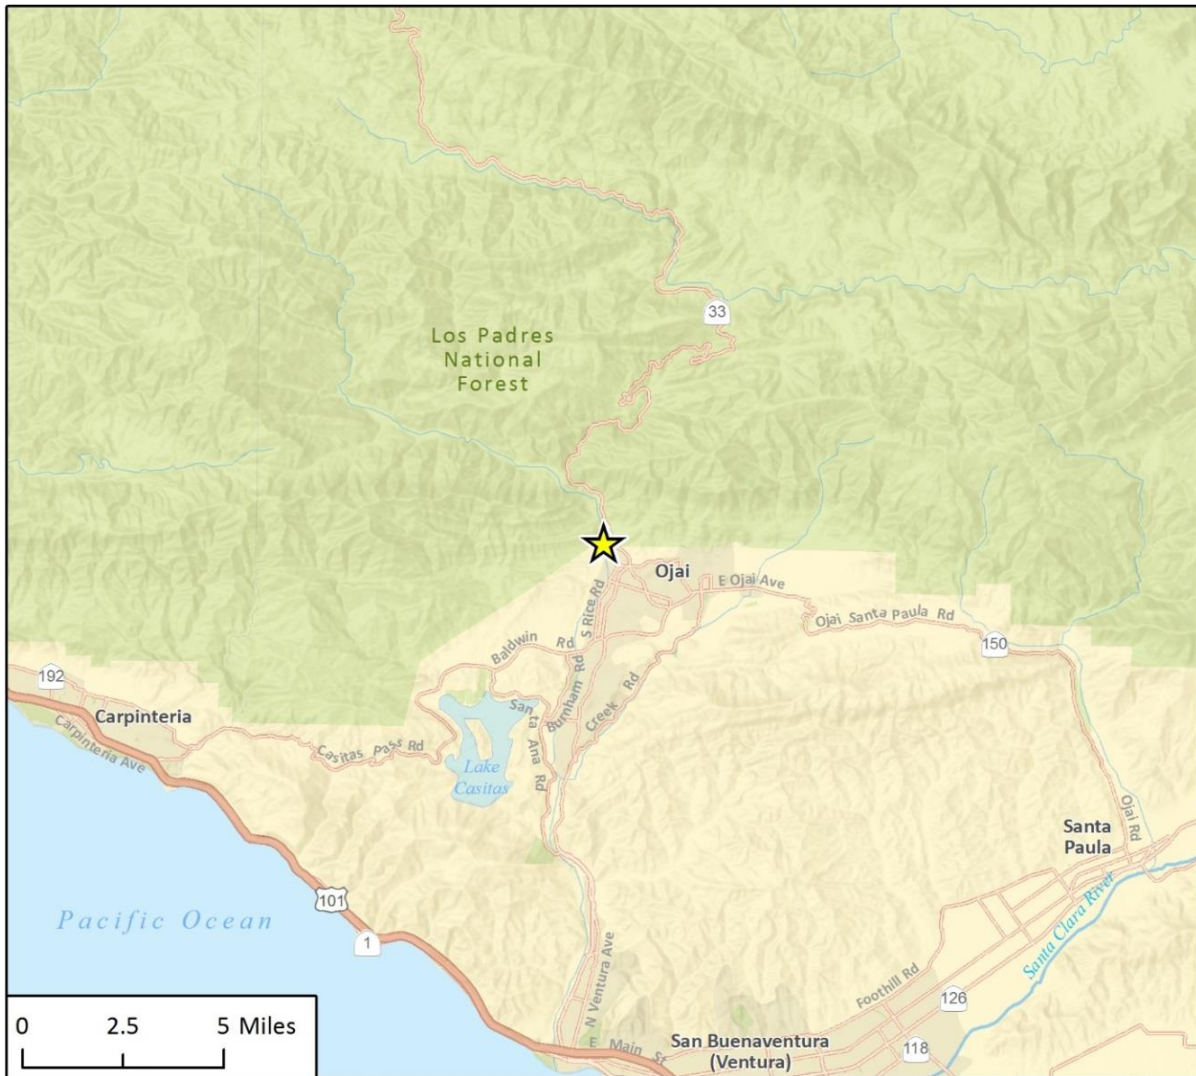 33
Los Padres
National
Forest
Ojai
E Ojai Ave
S Rice Rd
Ojai Santa Paula Rd
150
Baldwin Rd
192
Carpinteria
Carpinteria Ave
Casitas Pass Rd
Santa Ana Rd
Burnham Rd
Creek Rd
Lake
Casitas
Ojai Rd
Santa
Paula
Santa Clara River
101
1
Pacific Ocean
N Ventura Ave
Foothill Rd
126
118
E Main St
San Buenaventura
(Ventura)
0 2.5 5 Miles